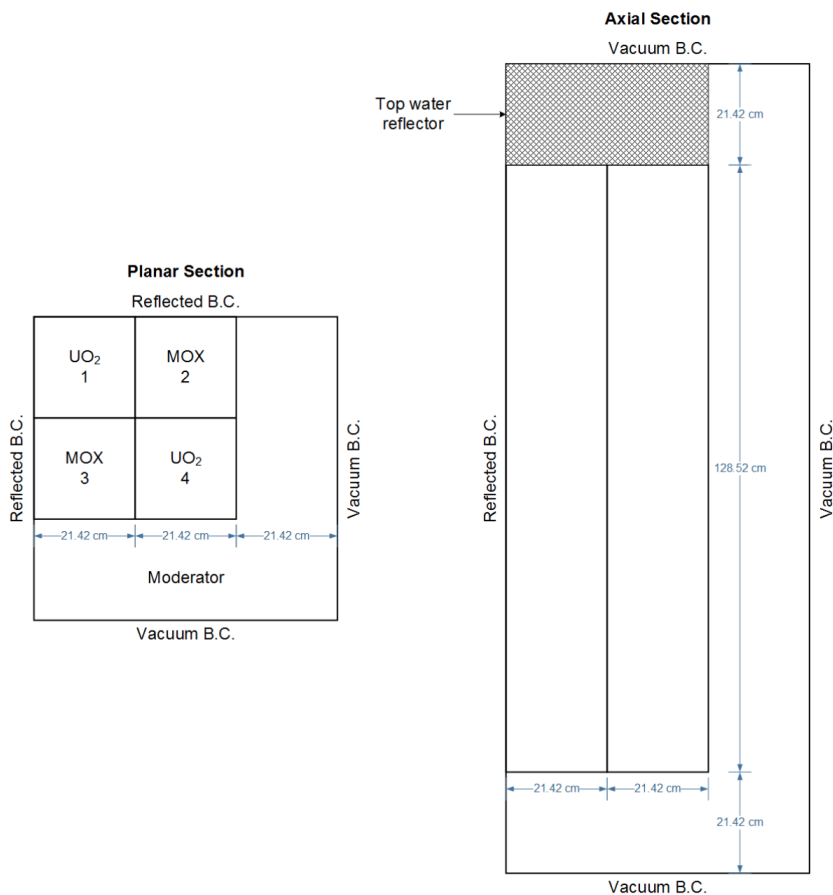 Axial Section
Vacuum B.C.
Top water
reflector
21.42 cm
Planar Section
Reflected B.C.
UO₂
1
MOX
2
MOX
3
UO₂
4
Reflected B.C.
Vacuum B.C.
21.42 cm
21.42 cm
21.42 cm
Moderator
Vacuum B.C.
Reflected B.C.
128.52 cm
Vacuum B.C.
21.42 cm
21.42 cm
21.42 cm
Vacuum B.C.